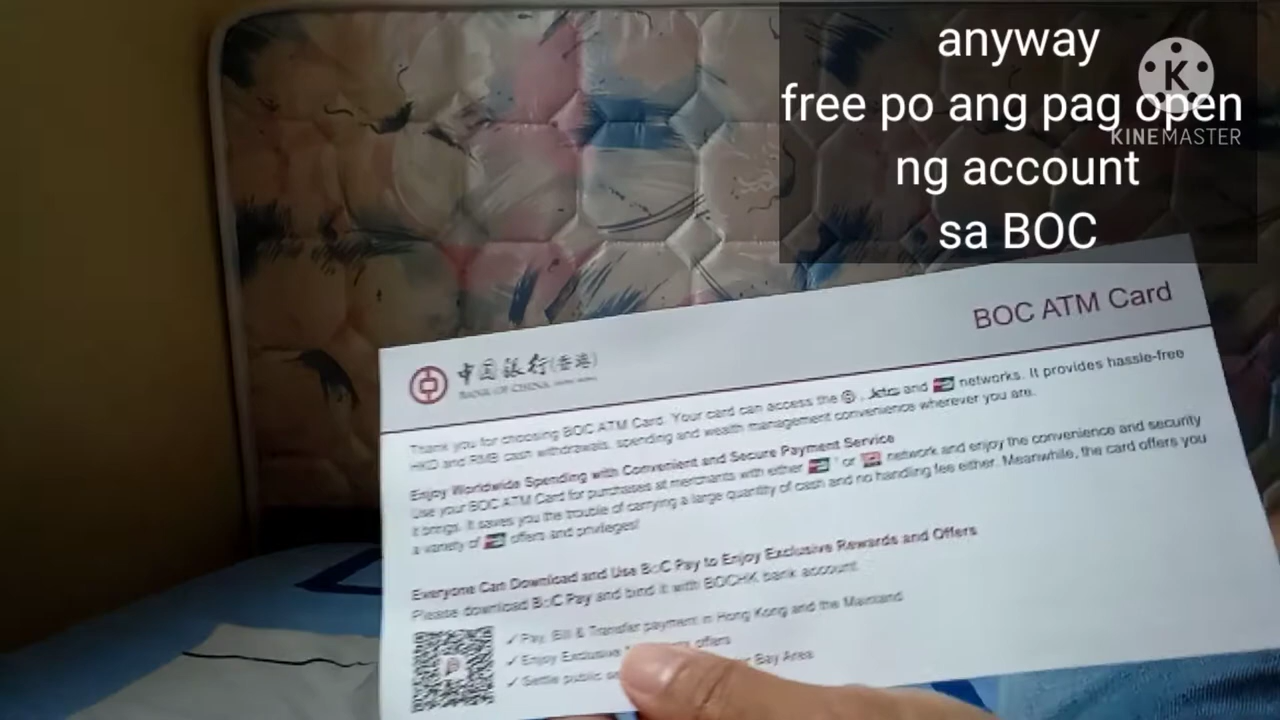 anyway
free po ang pag open
ng account
sa BOC
KINEMASTER
BOC ATM Card
中国银行(香港)
BANK OF CHINA (HONG KONG)
Thank you for choosing BOC ATM Card. Your card can access the , Jetco and networks. It provides hassle-free
HKD and RMB cash withdrawals, spending and wealth management convenience wherever you are.
Enjoy Worldwide Spending with Convenient and Secure Payment Service
Use your BOC ATM Card for purchases at merchants with either or network and enjoy the convenience and security
it brings. It saves you the trouble of carrying a large quantity of cash and no handling fee either. Meanwhile, the card offers you
a variety of offers and privileges!
Everyone Can Download and Use BoC Pay to Enjoy Exclusive Rewards and Offers
Please download BoC Pay and bind it with BOCHK bank account
✓ Pay, Bill & Transfer payment in Hong Kong and the Mainland
✓ Enjoy Exclusive offers
✓ Settle public Bay Area